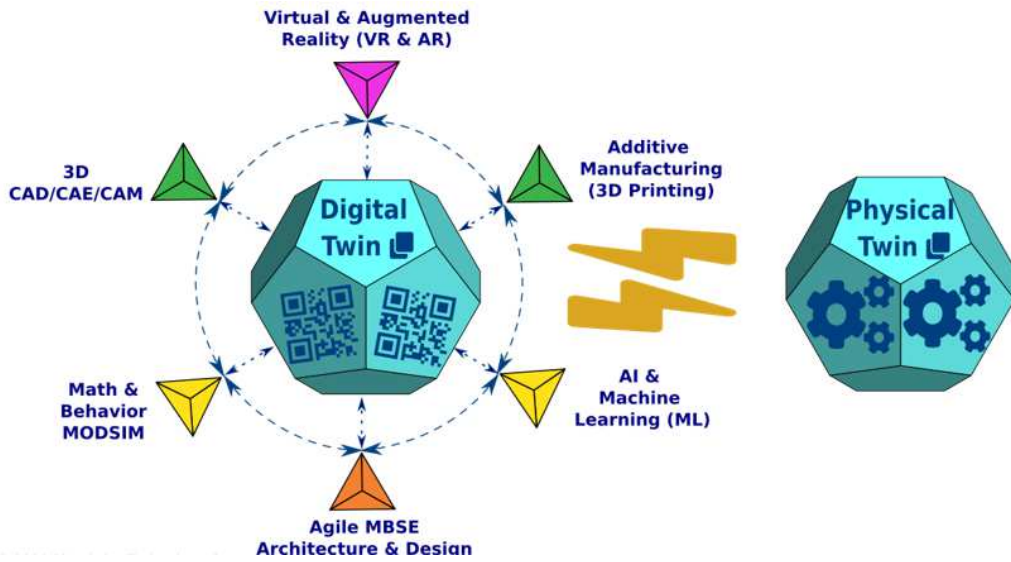 Virtual & Augmented
Reality (VR & AR)
3D
CAD/CAE/CAM
Additive
Manufacturing
(3D Printing)
Digital
Twin
Physical
Twin
Math &
Behavior
MODSIM
AI &
Machine
Learning (ML)
Agile MBSE
Architecture & Design